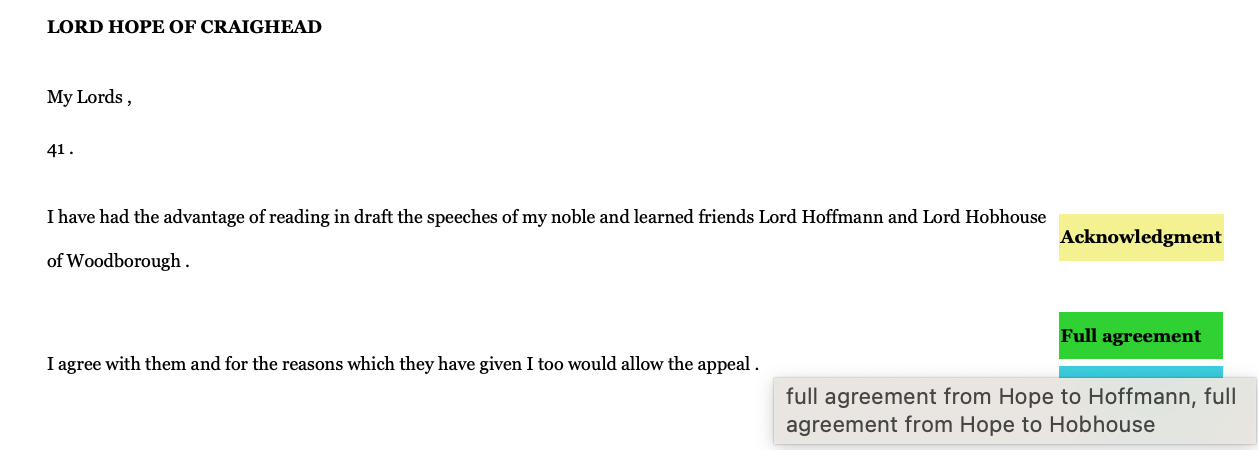 LORD HOPE OF CRAIGHEAD
My Lords ,
41 .
I have had the advantage of reading in draft the speeches of my noble and learned friends Lord Hoffmann and Lord Hobhouse
of Woodborough .
Acknowledgment
Full agreement
I agree with them and for the reasons which they have given I too would allow the appeal .
full agreement from Hope to Hoffmann, full
agreement from Hope to Hobhouse